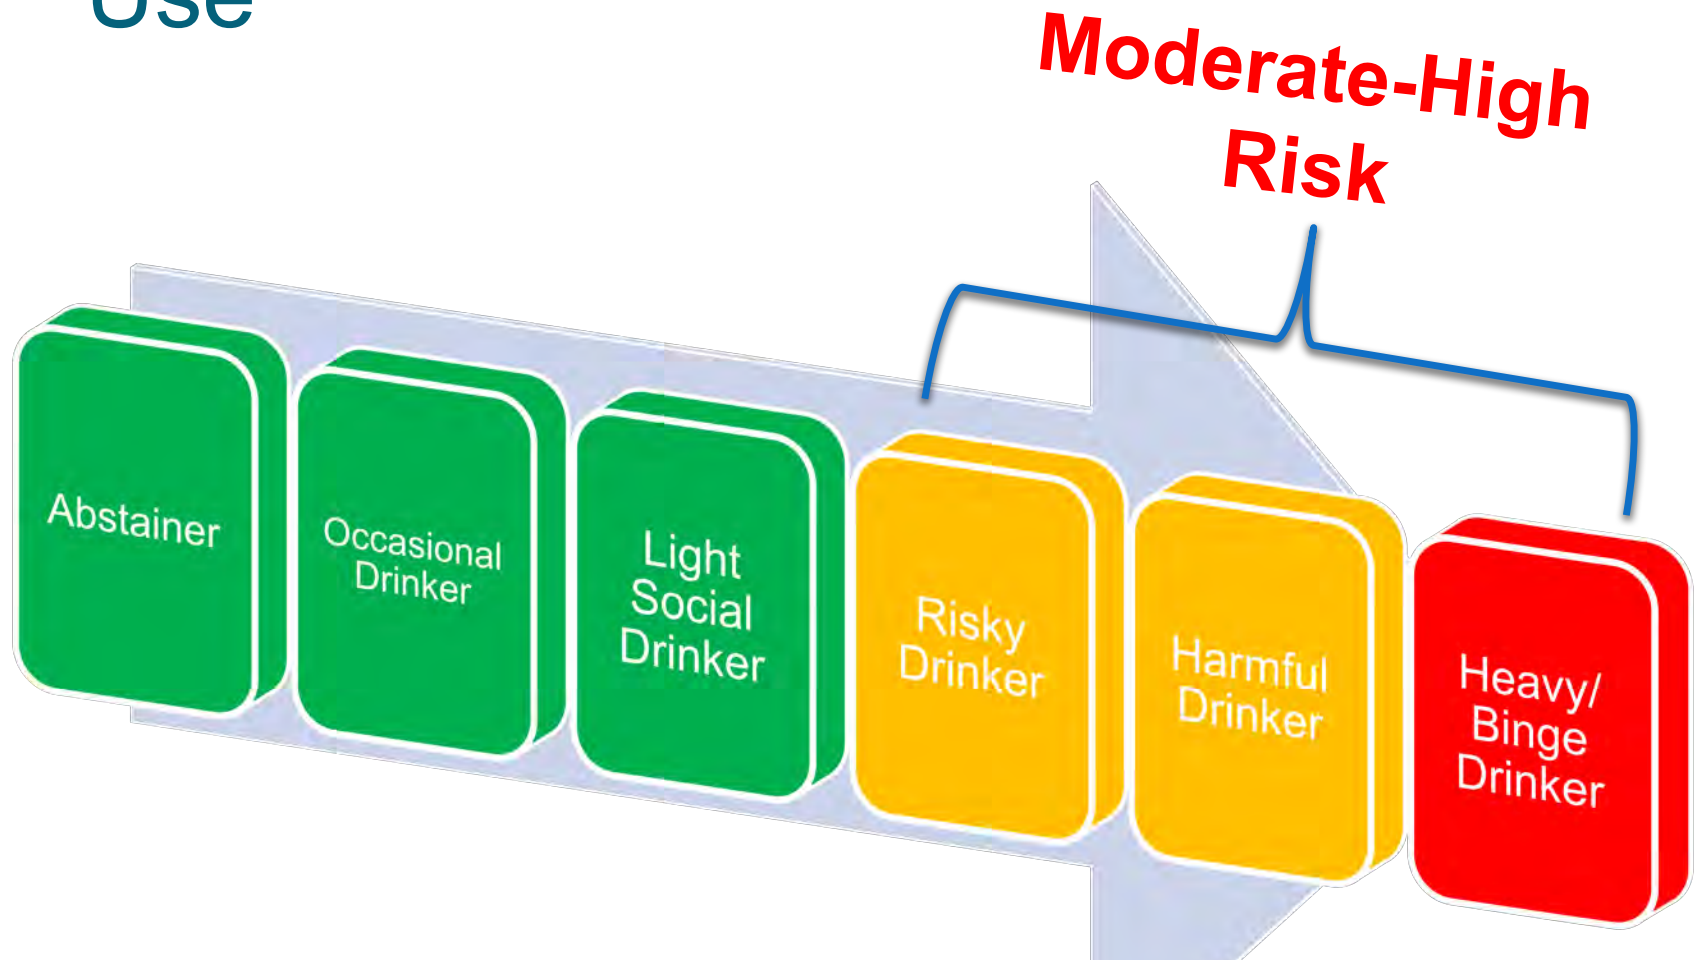 Use
Moderate-High
Risk
Abstainer
Occasional
Drinker
Light
Social
Drinker
Risky
Drinker
Harmful
Drinker
Heavy/
Binge
Drinker